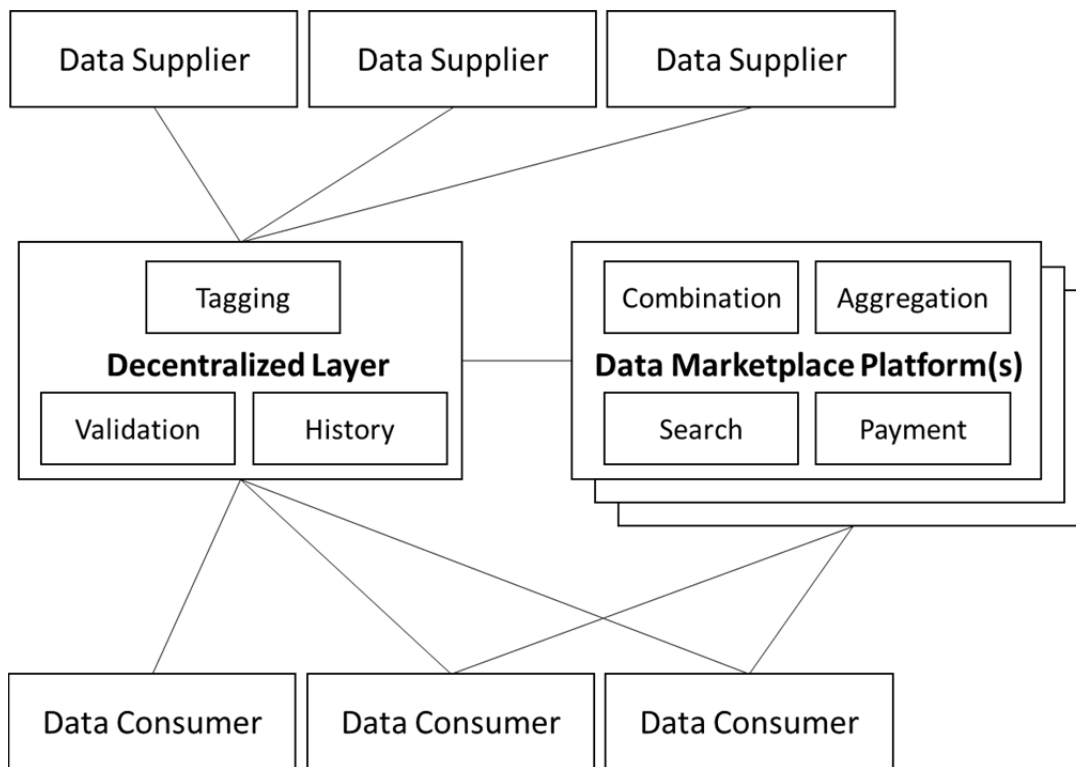 Data Supplier
Data Supplier
Data Supplier
Tagging
Decentralized Layer
Validation
History
Combination
Aggregation
Data Marketplace Platform(s)
Search
Payment
Data Consumer
Data Consumer
Data Consumer